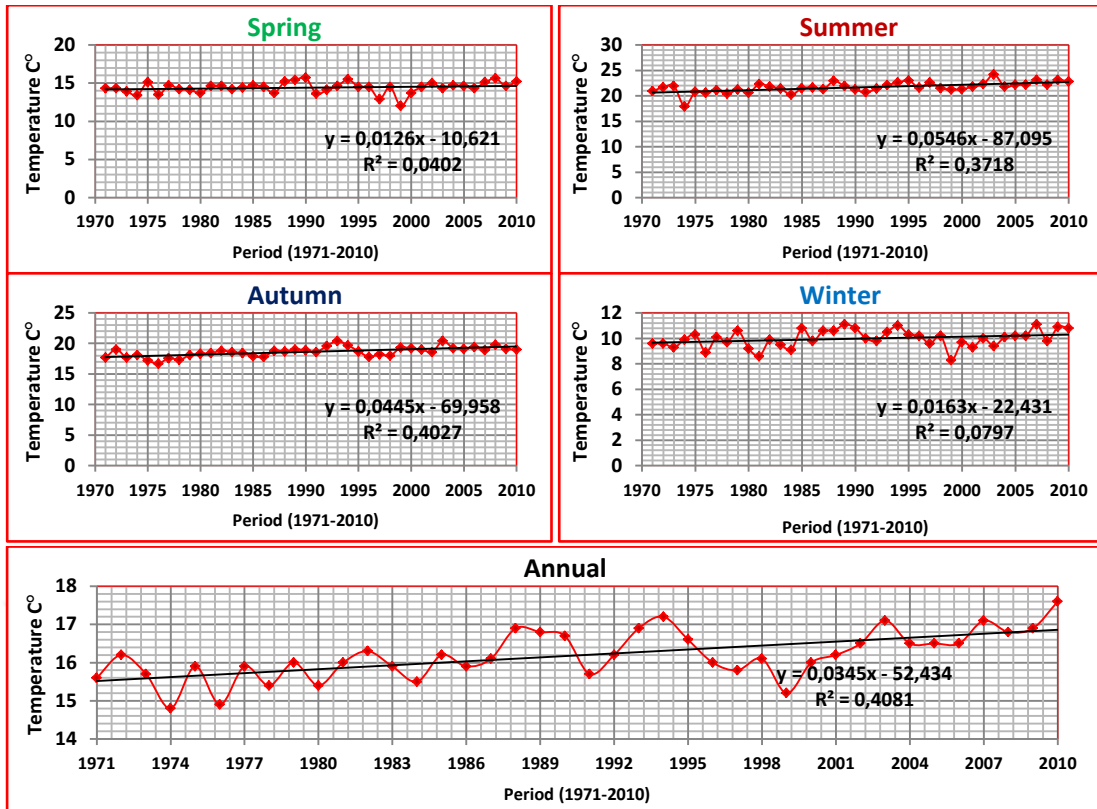 Spring
Temperature C°
20
15
10
5
0
y = 0,0126x - 10,621
R² = 0,0402
1970 1975 1980 1985 1990 1995 2000 2005 2010
Period (1971-2010)
Summer
Temperature C°
30
25
20
15
10
5
0
y = 0,0546x - 87,095
R² = 0,3718
1970 1975 1980 1985 1990 1995 2000 2005 2010
Period (1971-2010)
Autumn
Temperature C°
25
20
15
10
5
0
y = 0,0445x - 69,958
R² = 0,4027
1970 1975 1980 1985 1990 1995 2000 2005 2010
Period (1971-2010)
Winter
Temperature C°
12
10
8
6
4
2
0
y = 0,0163x - 22,431
R² = 0,0797
1970 1975 1980 1985 1990 1995 2000 2005 2010
Period (1971-2010)
Annual
Temperature C°
18
17
16
15
14
y = 0,0345x - 52,434
R² = 0,4081
1971 1974 1977 1980 1983 1986 1989 1992 1995 1998 2001 2004 2007 2010
Period (1971-2010)